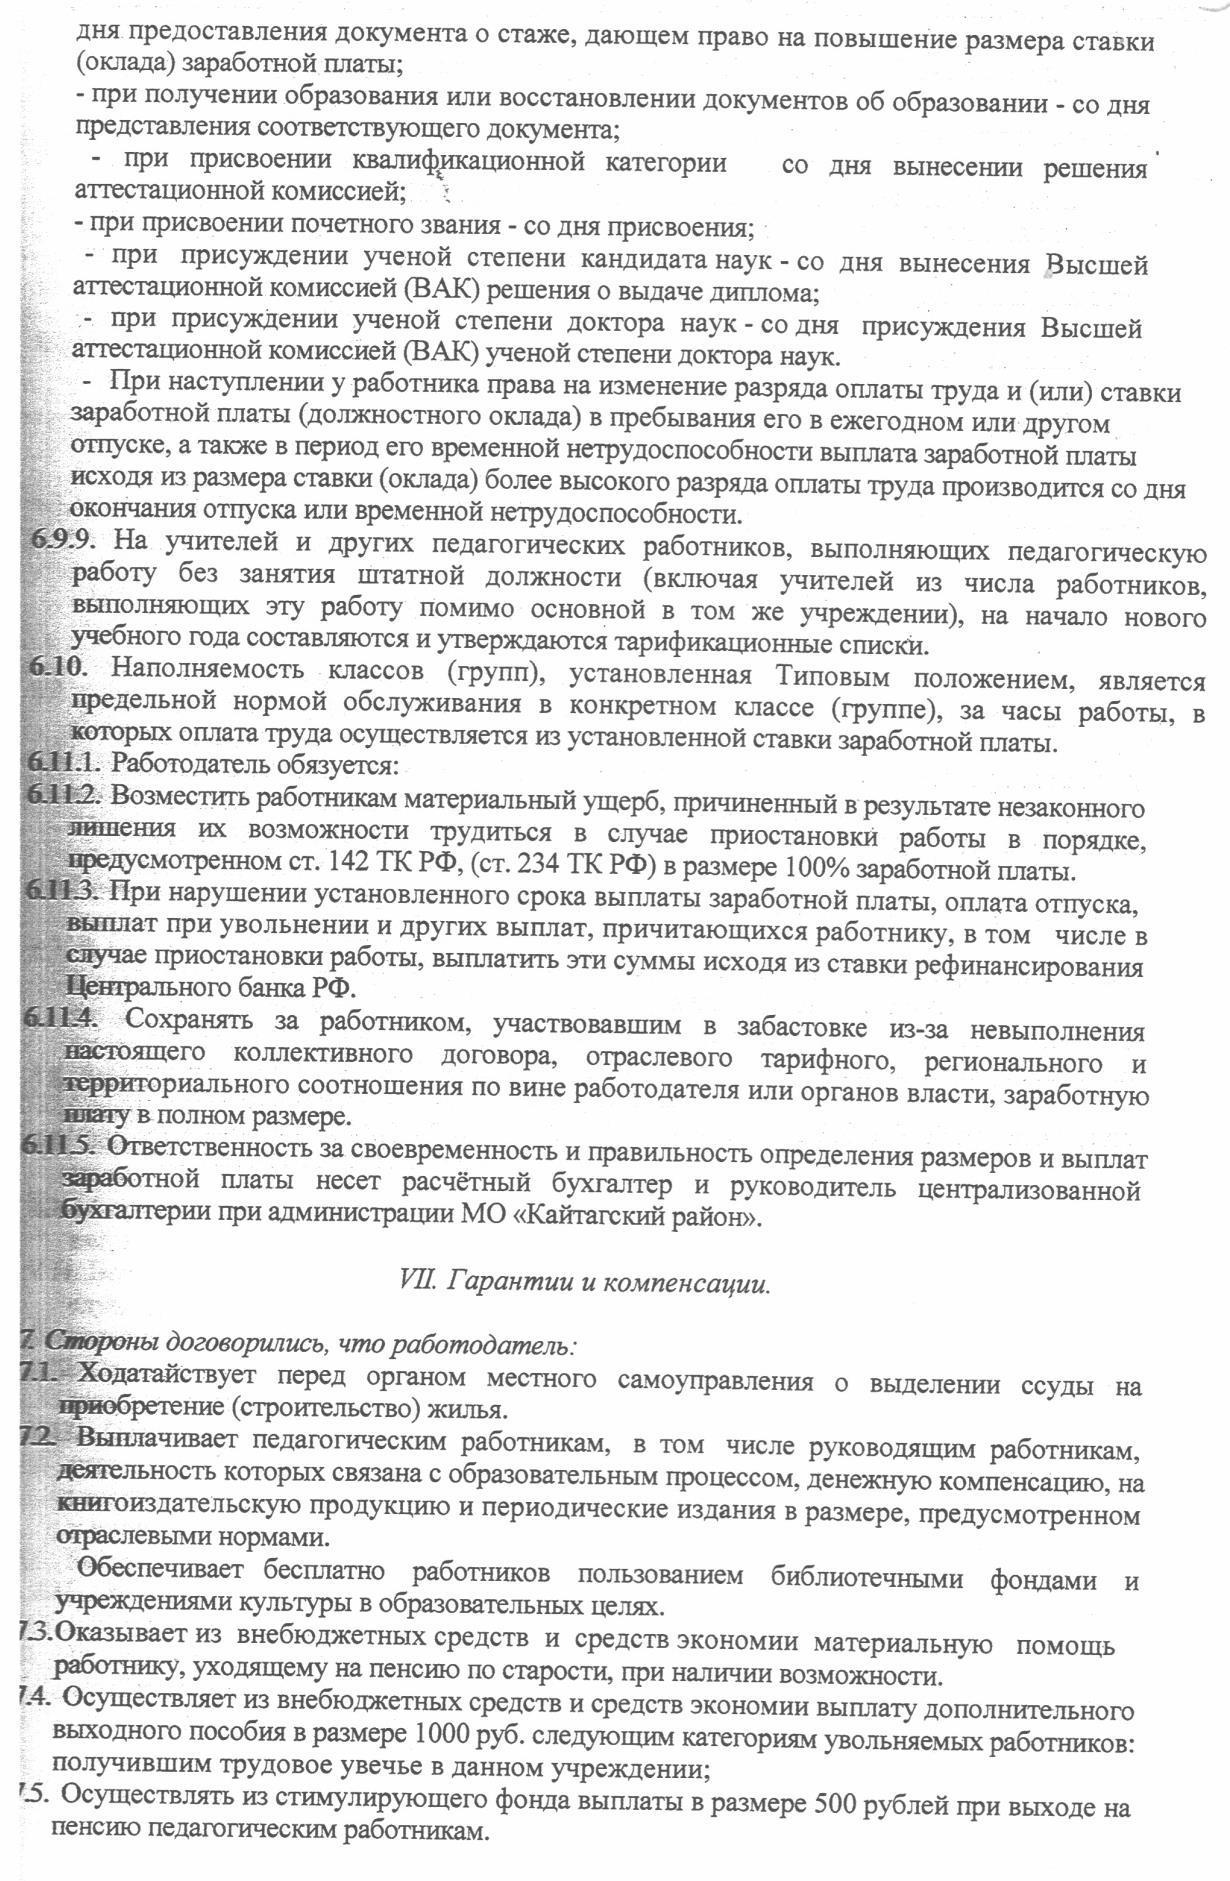 дня предоставления документа о стаже, дающем право на повышение размера ставки
(оклада) заработной платы;
- при получении образования или восстановлении документов об образовании - со дня
представления соответствующего документа;
- при присвоении квалификационной категории со дня вынесении решения
аттестационной комиссией;
- при присвоении почетного звания - со дня присвоения;
- при присуждении ученой степени кандидата наук - со дня вынесения Высшей
аттестационной комиссией (ВАК) решения о выдаче диплома;
- при присуждении ученой степени доктора наук - со дня присуждения Высшей
аттестационной комиссией (ВАК) ученой степени доктора наук.
- При наступлении у работника права на изменение разряда оплаты труда и (или) ставки
заработной платы (должностного оклада) в пребывания его в ежегодном или другом
отпуске, а также в период его временной нетрудоспособности выплата заработной платы
исходя из размера ставки (оклада) более высокого разряда оплаты труда производится со дня
окончания отпуска или временной нетрудоспособности.
6.9.9. На учителей и других педагогических работников, выполняющих педагогическую
работу без занятия штатной должности (включая учителей из числа работников,
выполняющих эту работу помимо основной в том же учреждении), на начало нового
учебного года составляются и утверждаются тарификационные списки.
6.10. Наполняемость классов (групп), установленная Типовым положением, является
предельной нормой обслуживания в конкретном классе (группе), за часы работы, в
которых оплата труда осуществляется из установленной ставки заработной платы.
6.11.1. Работодатель обязуется:
6.11.2. Возместить работникам материальный ущерб, причиненный в результате незаконного
лишения их возможности трудиться в случае приостановки работы в порядке,
предусмотренном ст. 142 ТК РФ, (ст. 234 ТК РФ) в размере 100% заработной платы.
6.11.3. При нарушении установленного срока выплаты заработной платы, оплата отпуска,
выплат при увольнении и других выплат, причитающихся работнику, в том числе в
случае приостановки работы, выплатить эти суммы исходя из ставки рефинансирования
Центрального банка РФ.
6.11.4. Сохранять за работником, участвовавшим в забастовке из-за невыполнения
настоящего коллективного договора, отраслевого тарифного, регионального и
территориального соотношения по вине работодателя или органов власти, заработную
плату в полном размере.
6.11.5. Ответственность за своевременность и правильность определения размеров и выплат
заработной платы несет расчётный бухгалтер и руководитель централизованной
бухгалтерии при администрации МО «Кайтагский район».
VII. Гарантии и компенсации.
7. Стороны договорились, что работодатель:
7.1. Ходатайствует перед органом местного самоуправления о выделении ссуды на
приобретение (строительство) жилья.
7.2. Выплачивает педагогическим работникам, в том числе руководящим работникам,
деятельность которых связана с образовательным процессом, денежную компенсацию, на
книгоиздательскую продукцию и периодические издания в размере, предусмотренном
отраслевыми нормами.
Обеспечивает бесплатно работников пользованием библиотечными фондами и
учреждениями культуры в образовательных целях.
7.3.Оказывает из внебюджетных средств и средств экономии материальную помощь
работнику, уходящему на пенсию по старости, при наличии возможности.
7.4. Осуществляет из внебюджетных средств и средств экономии выплату дополнительного
выходного пособия в размере 1000 руб. следующим категориям увольняемых работников:
получившим трудовое увечье в данном учреждении;
7.5. Осуществлять из стимулирующего фонда выплаты в размере 500 рублей при выходе на
пенсию педагогическим работникам.